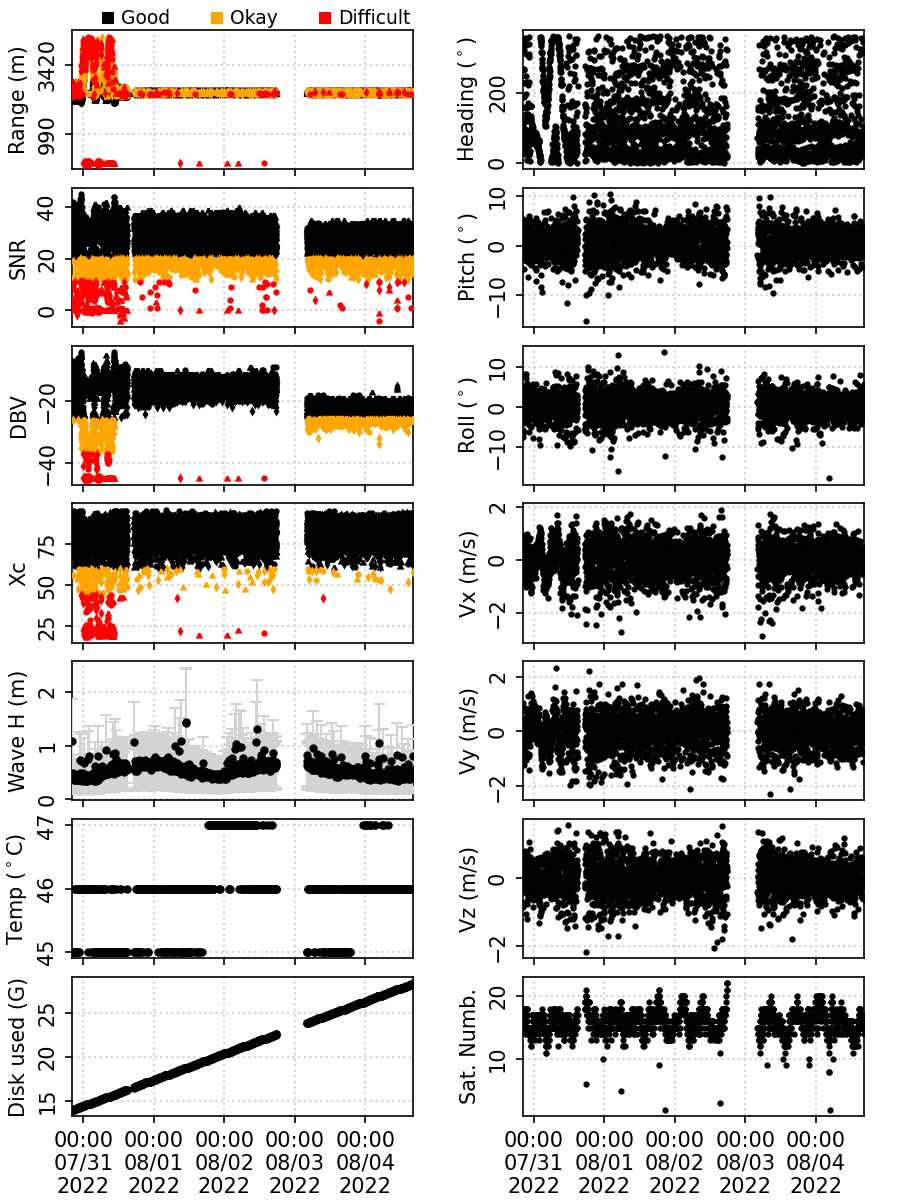 Good Okay Difficult
Range (m)
3420
990
Heading (°)
200
0
SNR
40
20
0
Pitch (°)
10
0
−10
DBV
−20
−40
Roll (°)
10
0
−10
Xc
75
50
25
Vx (m/s)
2
0
−2
Wave H (m)
2
1
0
Vy (m/s)
2
0
−2
Temp (°C)
47
46
45
Vz (m/s)
0
−2
Disk used (G)
25
20
15
Sat. Numb.
20
10
00:00 00:00 00:00 00:00 00:00
07/31 08/01 08/02 08/03 08/04
2022 2022 2022 2022 2022
00:00 00:00 00:00 00:00 00:00
07/31 08/01 08/02 08/03 08/04
2022 2022 2022 2022 2022